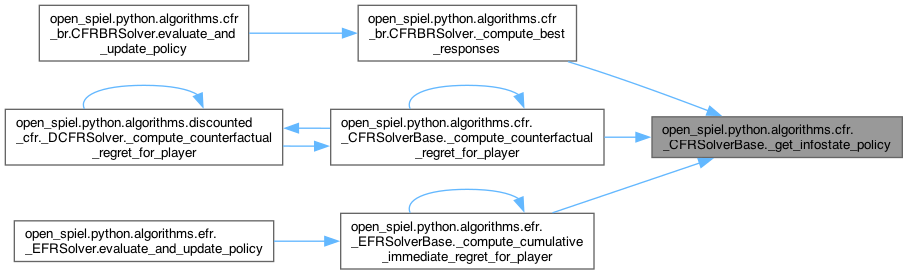 open_spiel.python.algorithms.cfr
_br.CFRBRSolver.evaluate_and
_update_policy
open_spiel.python.algorithms.cfr
_br.CFRBRSolver._compute_best
_responses
open_spiel.python.algorithms.discounted
_cfr._DCFRSolver._compute_counterfactual
_regret_for_player
open_spiel.python.algorithms.cfr.
_CFRSolverBase._compute_counterfactual
_regret_for_player
open_spiel.python.algorithms.cfr.
_CFRSolverBase._get_infostate_policy
open_spiel.python.algorithms.efr.
_EFRSolver.evaluate_and_update_policy
open_spiel.python.algorithms.efr.
_EFRSolverBase._compute_cumulative
_immediate_regret_for_player